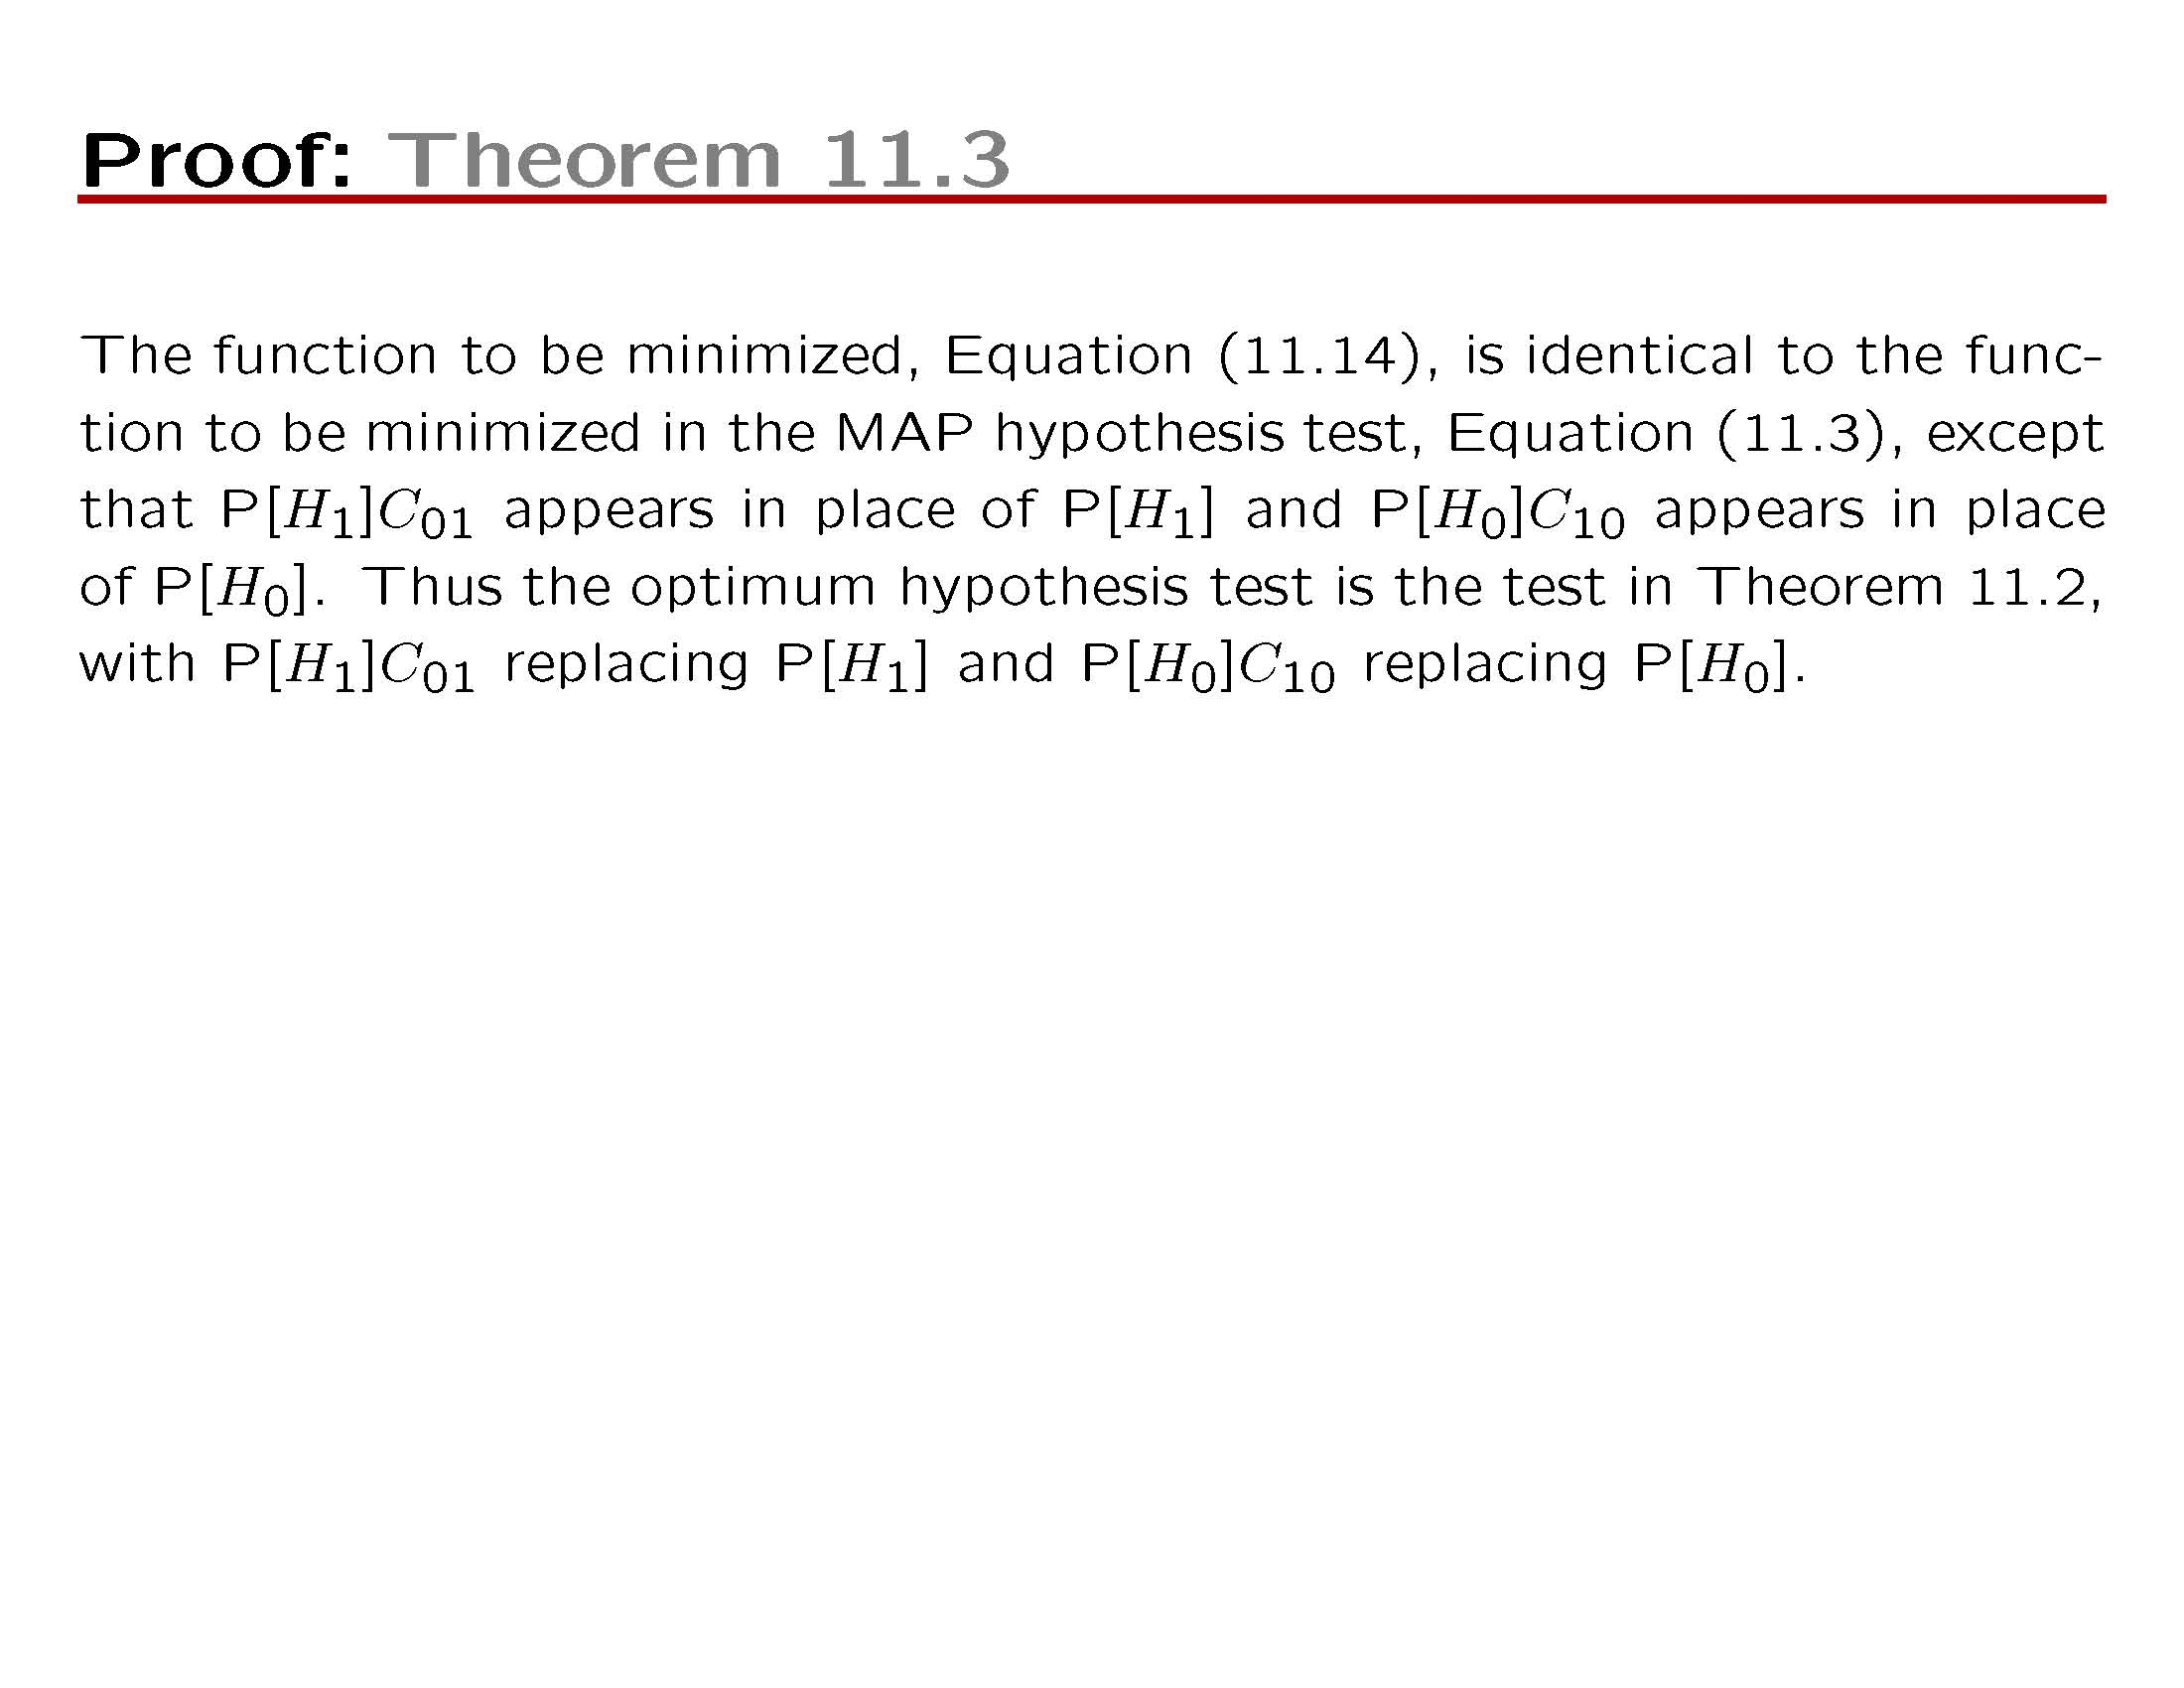 Proof: Theorem 11.3
The function to be minimized, Equation (11.14), is identical to the func-
tion to be minimized in the MAP hypothesis test, Equation (11.3), except
that P[H₁]C₀₁ appears in place of P[H₁] and P[H₀]C₁₀ appears in place
of P[H₀]. Thus the optimum hypothesis test is the test in Theorem 11.2,
with P[H₁]C₀₁ replacing P[H₁] and P[H₀]C₁₀ replacing P[H₀].